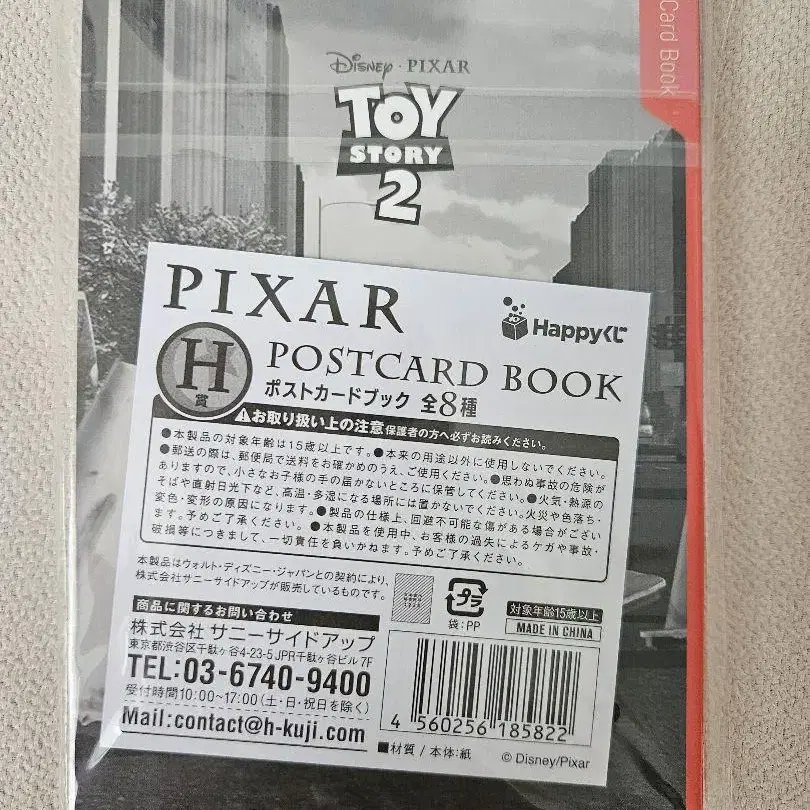 Card Book
Disney · PIXAR
TOY
STORY
2
PIXAR
Happyくじ
H賞
POSTCARD BOOK
ポストカードブック 全8種
⚠お取り扱い上の注意 保護者の方へ必ずお読みください。
●本製品の対象年齢は15歳以上です。●本来の用途以外に使用しないでください。
●郵送の際は、郵便局で送料をお確かめのうえ、ご使用ください。●思わぬ事故の危険が
ありますので、小さなお子様の手の届かないところに保管してください。●火気・熱源の
そばや直射日光下など、高温・多湿になる場所には置かないでください。火災や色落ち・
変色・変形の原因になります。●製品の仕様上、回避不可能な傷がある場合がござい
ます。予めご了承ください。●本製品を使用中、お客様の過失によるケガや事故・
破損等につきまして、一切責任を負いかねます。予めご了承ください。
本製品はウォルト・ディズニー・ジャパンとの契約により、
株式会社サニーサイドアップが販売しているものです。
プラ
袋:PP
対象年齢15歳以上
MADE IN CHINA
商品に関するお問い合わせ
株式会社 サニーサイドアップ
東京都渋谷区千駄ヶ谷4-23-5 JPR千駄ヶ谷ビル 7F
TEL:03-6740-9400
受付時間10:00~17:00(土・日・祝日を除く)
Mail:contact@h-kuji.com
4 560256 185822
■材質/本体:紙
© Disney/Pixar